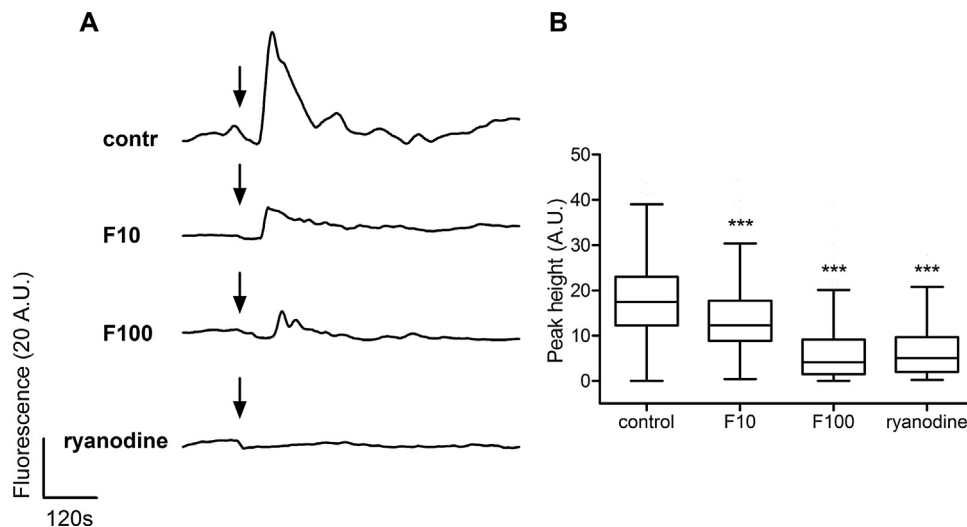 A
contr
F10
F100
ryanodine
Fluorescence (20 A.U.)
120s
B
Peak height (A.U.)
50
40
30
20
10
0
***
***
***
control
F10
F100
ryanodine